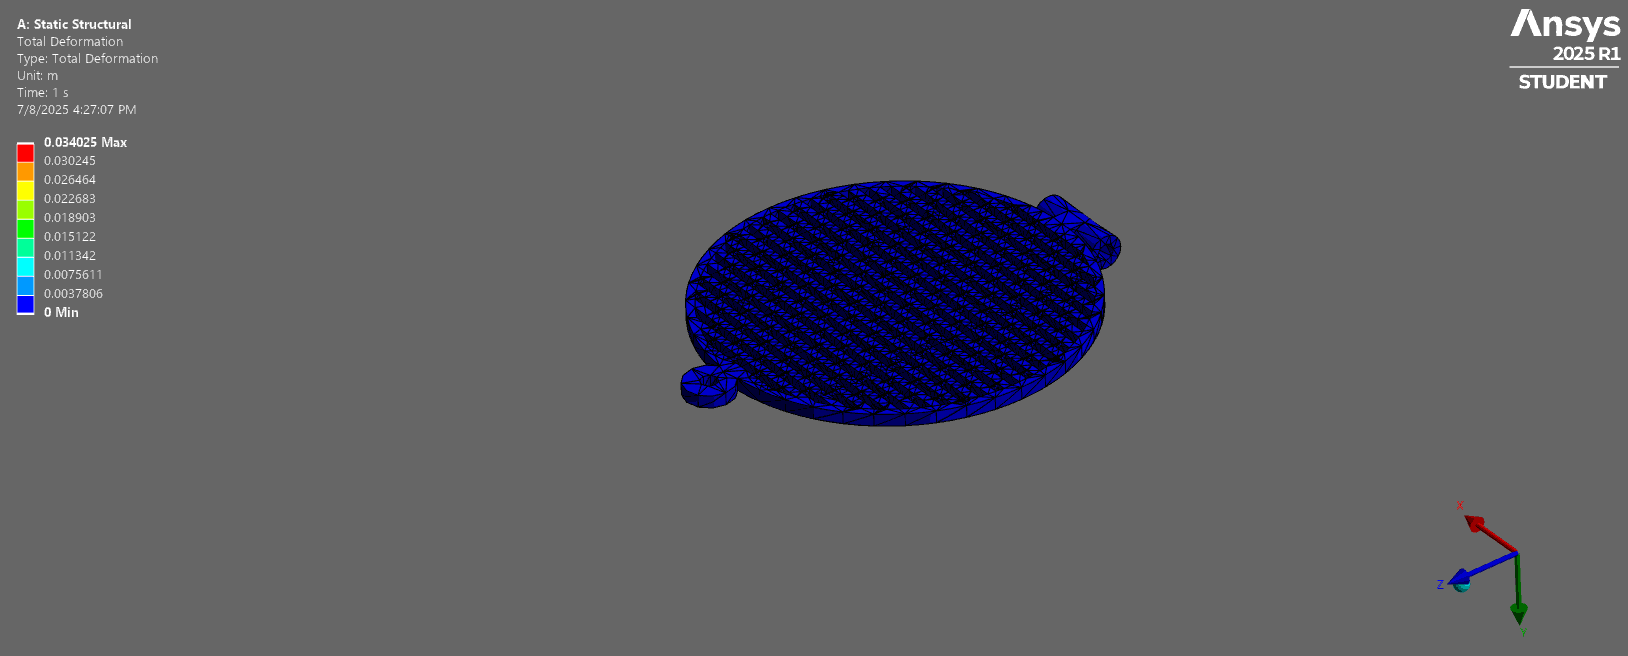 A: Static Structural
Total Deformation
Type: Total Deformation
Unit: m
Time: 1 s
7/8/2025 4:27:07 PM
0.034025 Max
0.030245
0.026464
0.022683
0.018903
0.015122
0.011342
0.0075611
0.0037806
0 Min
Ansys
2025 R1
STUDENT
X
Z
Y